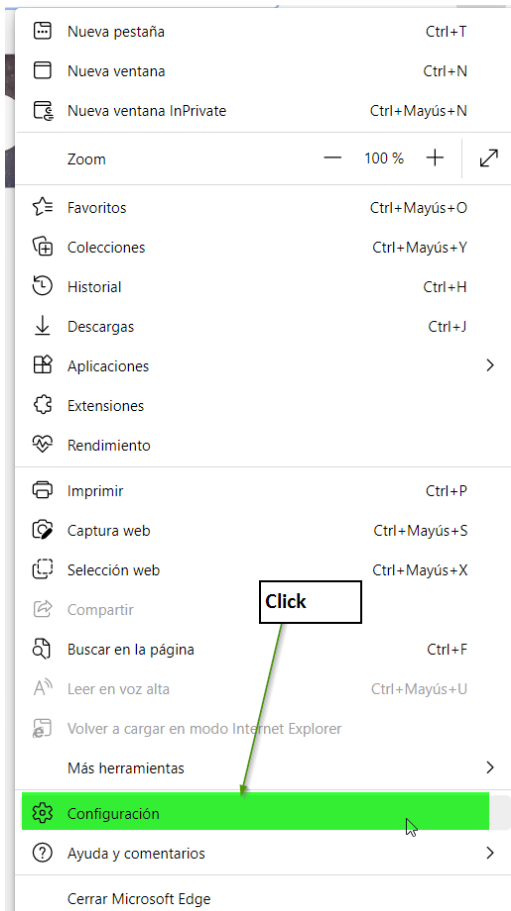 Nueva pestaña Ctrl+T
Nueva ventana Ctrl+N
Nueva ventana InPrivate Ctrl+Mayús+N
Zoom — 100 % +
Favoritos Ctrl+Mayús+O
Colecciones Ctrl+Mayús+Y
Historial Ctrl+H
Descargas Ctrl+J
Aplicaciones
Extensiones
Rendimiento
Imprimir Ctrl+P
Captura web Ctrl+Mayús+S
Selección web Ctrl+Mayús+X
Click
Compartir
Buscar en la página Ctrl+F
Leer en voz alta Ctrl+Mayús+U
Volver a cargar en modo Internet Explorer
Más herramientas
Configuración
Ayuda y comentarios
Cerrar Microsoft Edge